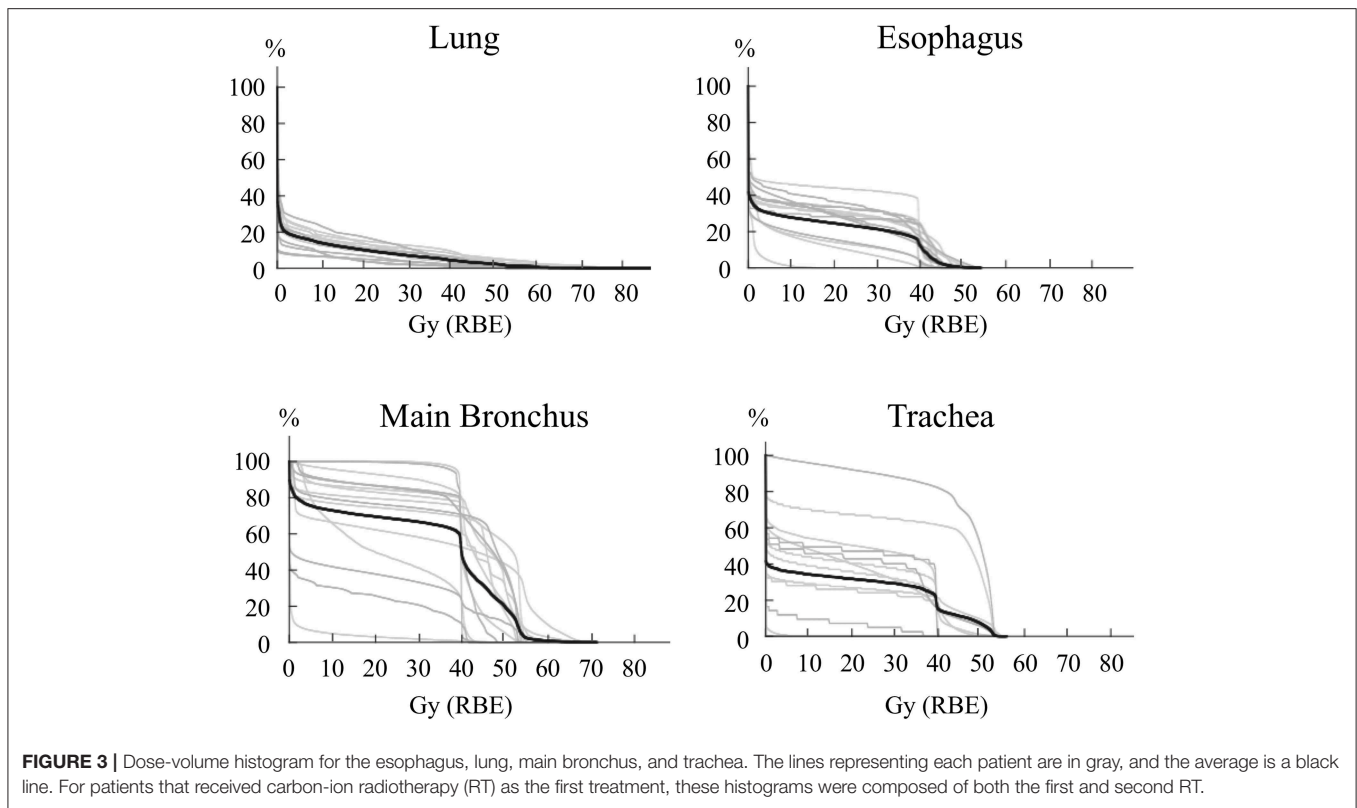 Lung
%
100
80
60
40
20
0
0 10 20 30 40 50 60 70 80
Gy (RBE)
Esophagus
%
100
80
60
40
20
0
0 10 20 30 40 50 60 70 80
Gy (RBE)
Main Bronchus
%
100
80
60
40
20
0
0 10 20 30 40 50 60 70 80
Gy (RBE)
Trachea
%
100
80
60
40
20
0
0 10 20 30 40 50 60 70 80
Gy (RBE)
FIGURE 3 | Dose-volume histogram for the esophagus, lung, main bronchus, and trachea. The lines representing each patient are in gray, and the average is a black
line. For patients that received carbon-ion radiotherapy (RT) as the first treatment, these histograms were composed of both the first and second RT.